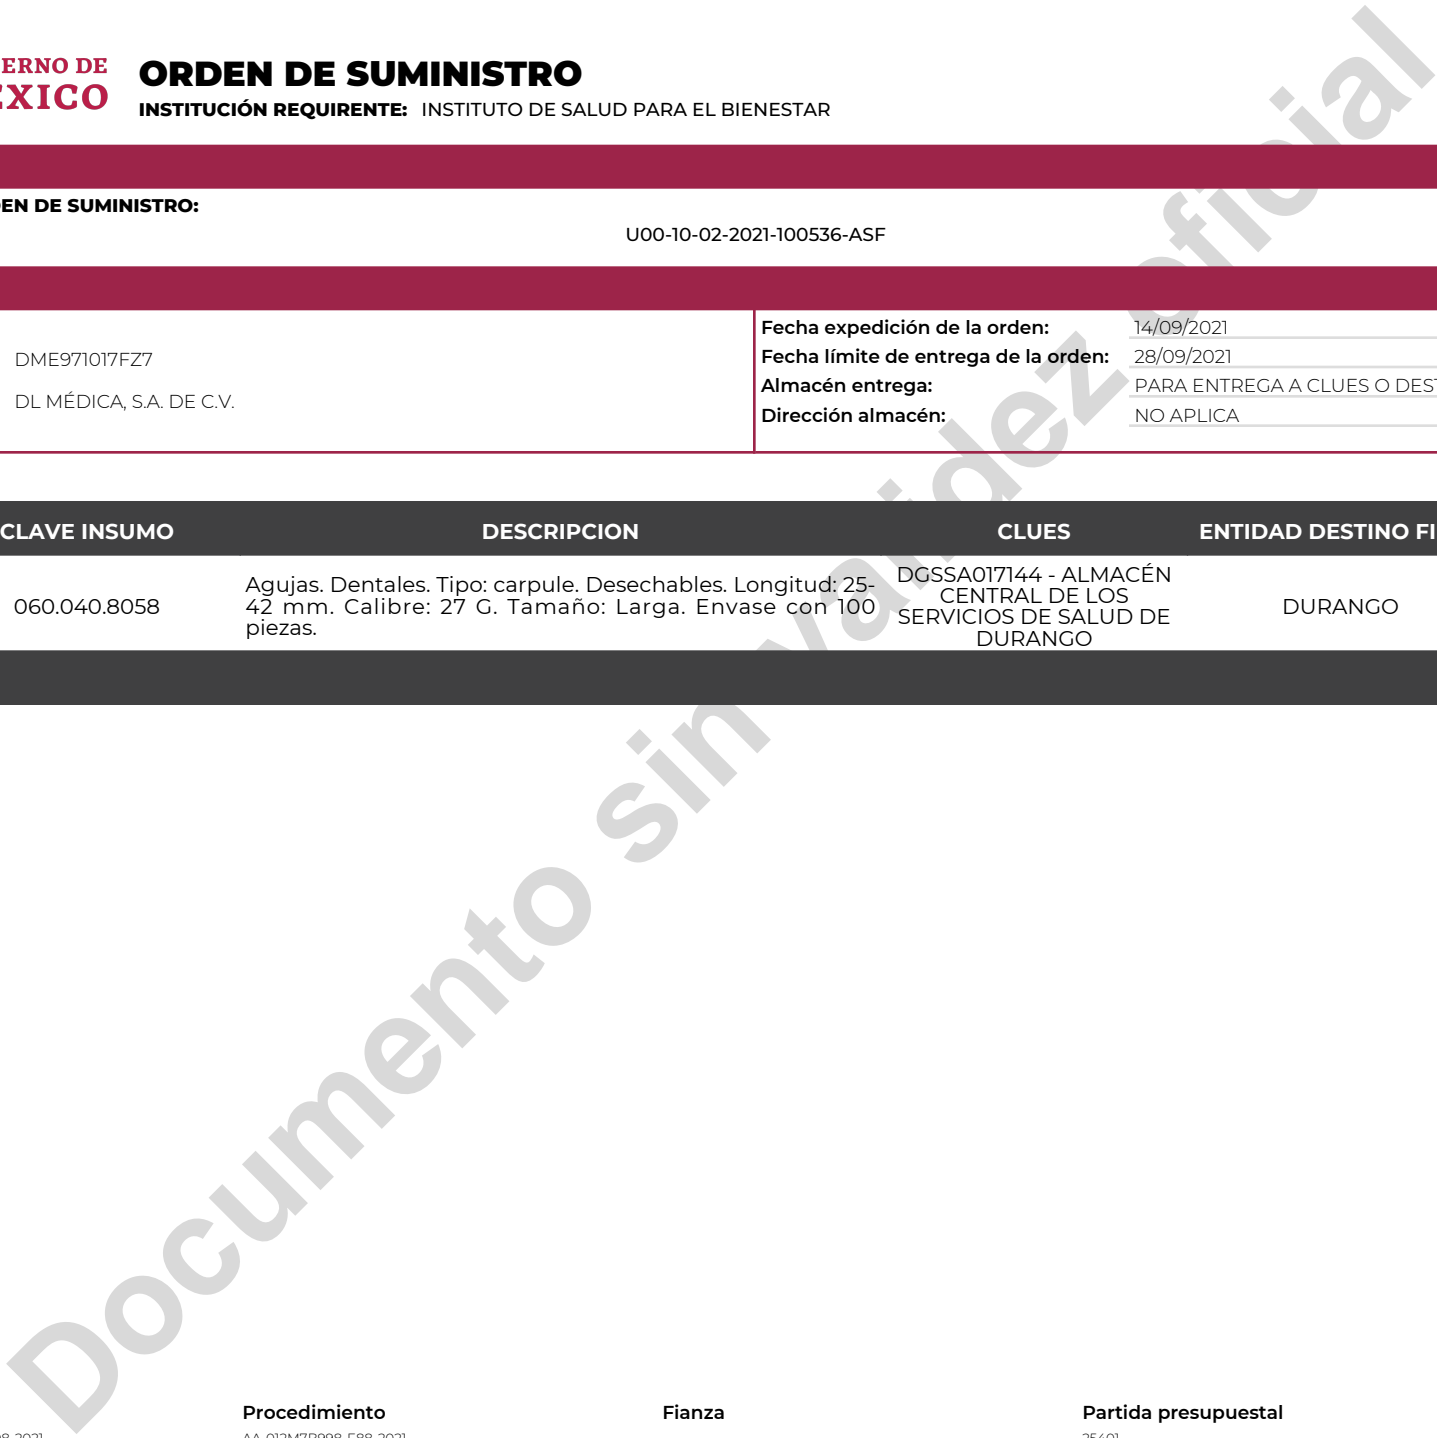 ERNO DE
EXICO
ORDEN DE SUMINISTRO
INSTITUCIÓN REQUIRENTE: INSTITUTO DE SALUD PARA EL BIENESTAR
EN DE SUMINISTRO:
U00-10-02-2021-100536-ASF
DME971017FZ7
DL MÉDICA, S.A. DE C.V.
Fecha expedición de la orden: 14/09/2021
Fecha límite de entrega de la orden: 28/09/2021
Almacén entrega: PARA ENTREGA A CLUES O DEST
Dirección almacén: NO APLICA
CLAVE INSUMO DESCRIPCION CLUES ENTIDAD DESTINO FI
060.040.8058
Agujas. Dentales. Tipo: carpule. Desechables. Longitud: 25-
42 mm. Calibre: 27 G. Tamaño: Larga. Envase con 100
piezas.
DGSSA017144 - ALMACÉN
CENTRAL DE LOS
SERVICIOS DE SALUD DE
DURANGO
DURANGO
Documento sin validez oficial
Procedimiento Fianza Partida presupuestal